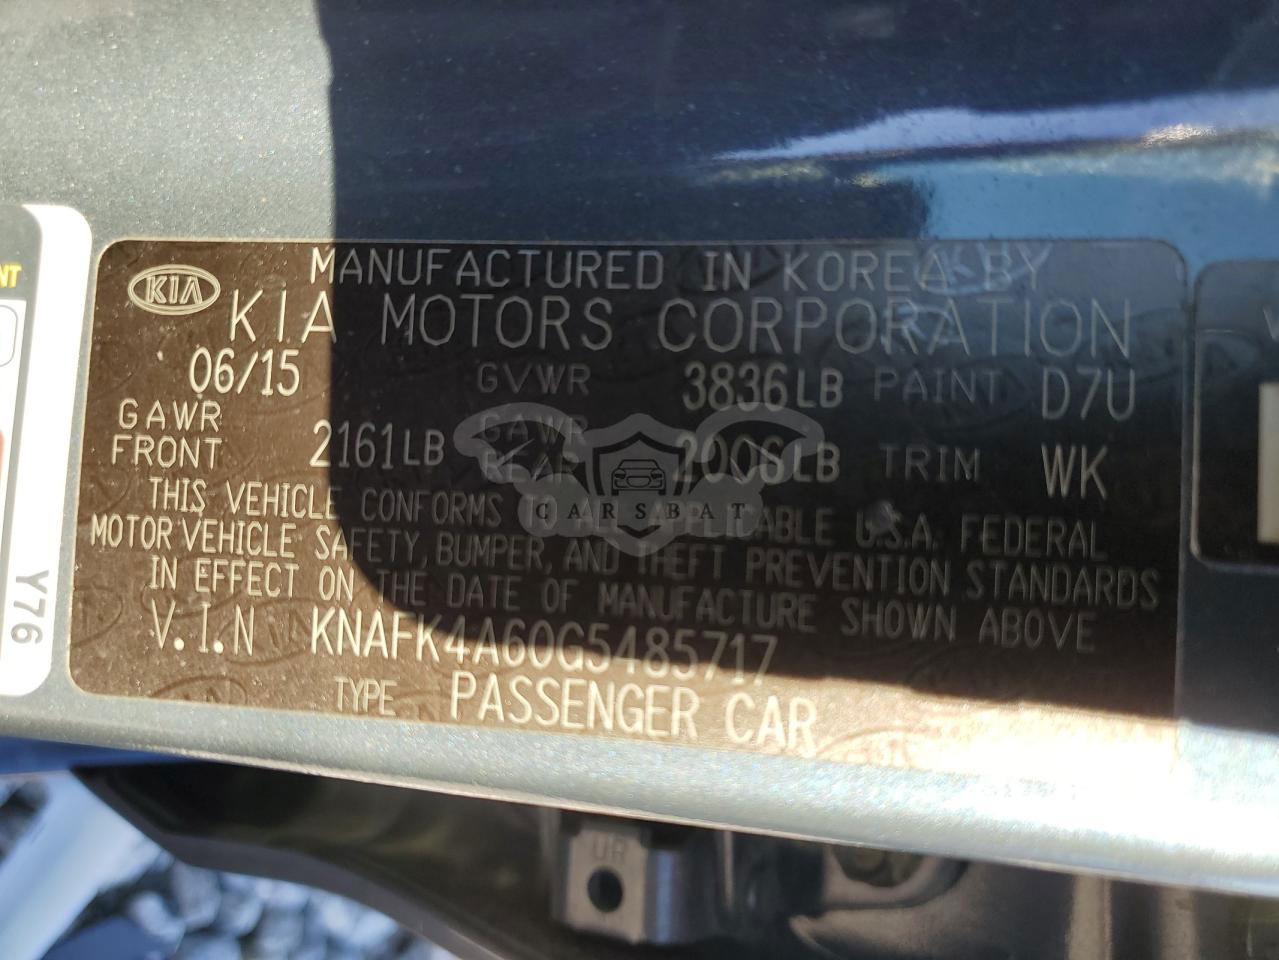 MANUFACTURED IN KOREA BY
KIA
KIA MOTORS CORPORATION
06/15 GVWR 3836LB PAINT D7U
GAWR FRONT 2161LB GAWR REAR 2006LB TRIM WK
THIS VEHICLE CONFORMS TO ALL APPLICABLE U.S.A. FEDERAL
MOTOR VEHICLE SAFETY, BUMPER, AND THEFT PREVENTION STANDARDS
IN EFFECT ON THE DATE OF MANUFACTURE SHOWN ABOVE
V.I.N KNAFK4A60G5485717
TYPE PASSENGER CAR
CARSBAT
Y76
NT
UR